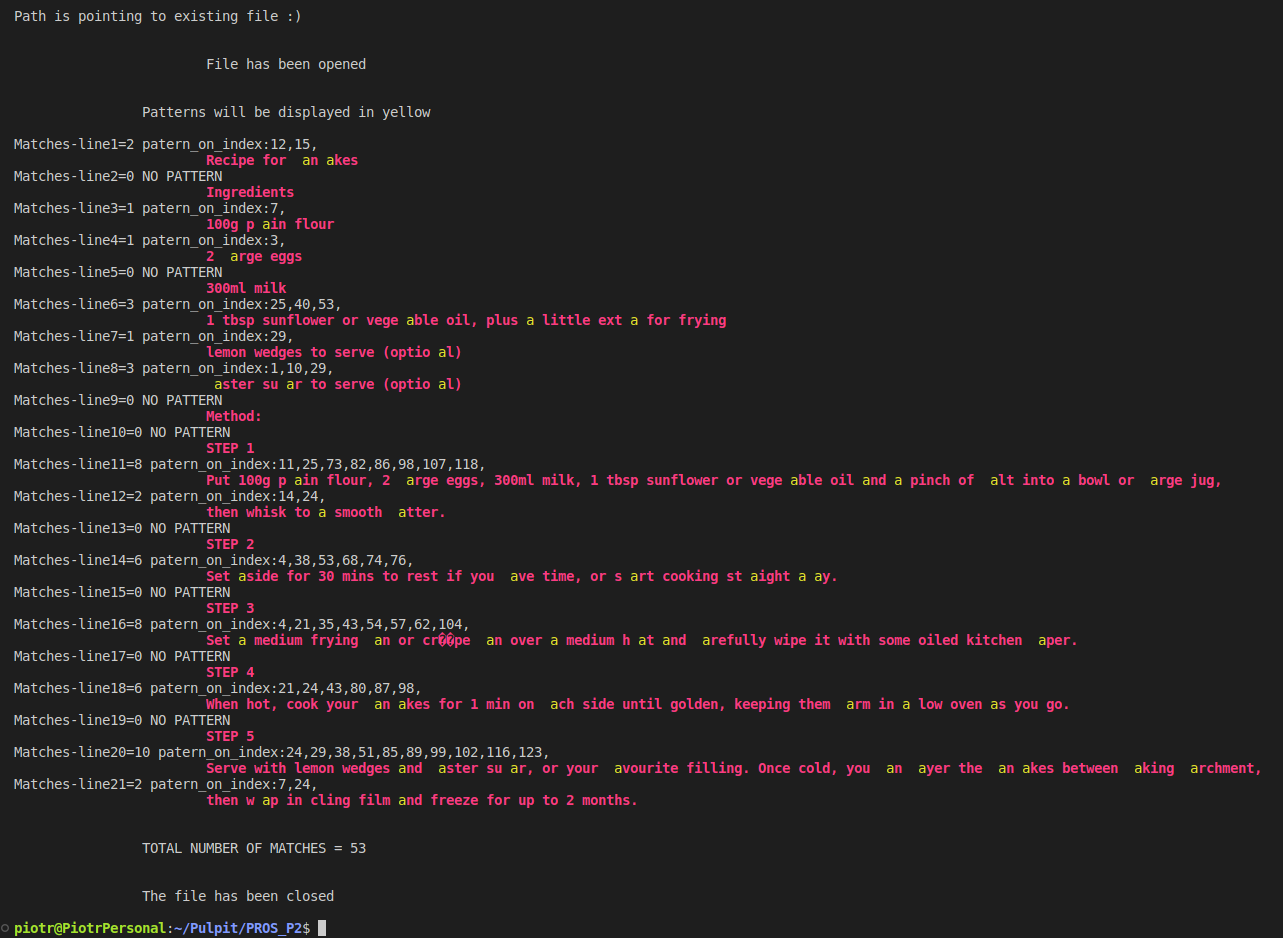 Path is pointing to existing file :)
File has been opened
Patterns will be displayed in yellow
Matches-line1=2 patern_on_index:12,15,
Recipe for  an akes
Matches-line2=0 NO PATTERN
Ingredients
Matches-line3=1 patern_on_index:7,
100g p ain flour
Matches-line4=1 patern_on_index:3,
2  arge eggs
Matches-line5=0 NO PATTERN
300ml milk
Matches-line6=3 patern_on_index:25,40,53,
1 tbsp sunflower or vege able oil, plus a little ext a for frying
Matches-line7=1 patern_on_index:29,
lemon wedges to serve (optio al)
Matches-line8=3 patern_on_index:1,10,29,
aster su ar to serve (optio al)
Matches-line9=0 NO PATTERN
Method:
Matches-line10=0 NO PATTERN
STEP 1
Matches-line11=8 patern_on_index:11,25,73,82,86,98,107,118,
Put 100g p ain flour, 2  arge eggs, 300ml milk, 1 tbsp sunflower or vege able oil and a pinch of  alt into a bowl or  arge jug,
Matches-line12=2 patern_on_index:14,24,
then whisk to a smooth  atter.
Matches-line13=0 NO PATTERN
STEP 2
Matches-line14=6 patern_on_index:4,38,53,68,74,76,
Set aside for 30 mins to rest if you  ave time, or s art cooking st aight a ay.
Matches-line15=0 NO PATTERN
STEP 3
Matches-line16=8 patern_on_index:4,21,35,43,54,57,62,104,
Set a medium frying  an or cr��pe  an over a medium h at and  arefully wipe it with some oiled kitchen  aper.
Matches-line17=0 NO PATTERN
STEP 4
Matches-line18=6 patern_on_index:21,24,43,80,87,98,
When hot, cook your  an akes for 1 min on  ach side until golden, keeping them  arm in a low oven as you go.
Matches-line19=0 NO PATTERN
STEP 5
Matches-line20=10 patern_on_index:24,29,38,51,85,89,99,102,116,123,
Serve with lemon wedges and  aster su ar, or your  avourite filling. Once cold, you  an  ayer the  an akes between  aking  archment,
Matches-line21=2 patern_on_index:7,24,
then w ap in cling film and freeze for up to 2 months.
TOTAL NUMBER OF MATCHES = 53
The file has been closed
piotr@PiotrPersonal:~/Pulpit/PROS_P2$